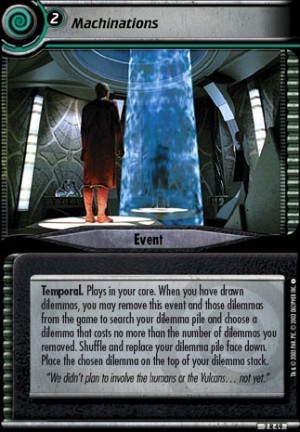 2 Machinations
Event
Temporal. Plays in your core. When you have drawn
dilemmas, you may remove this event and those dilemmas
from the game to search your dilemma pile and choose a
dilemma that costs no more than the number of dilemmas you
removed. Shuffle and replace your dilemma pile face down.
Place the chosen dilemma on the top of your dilemma stack.
"We didn't plan to involve the humans or the Vulcans... not yet."
2 R 49